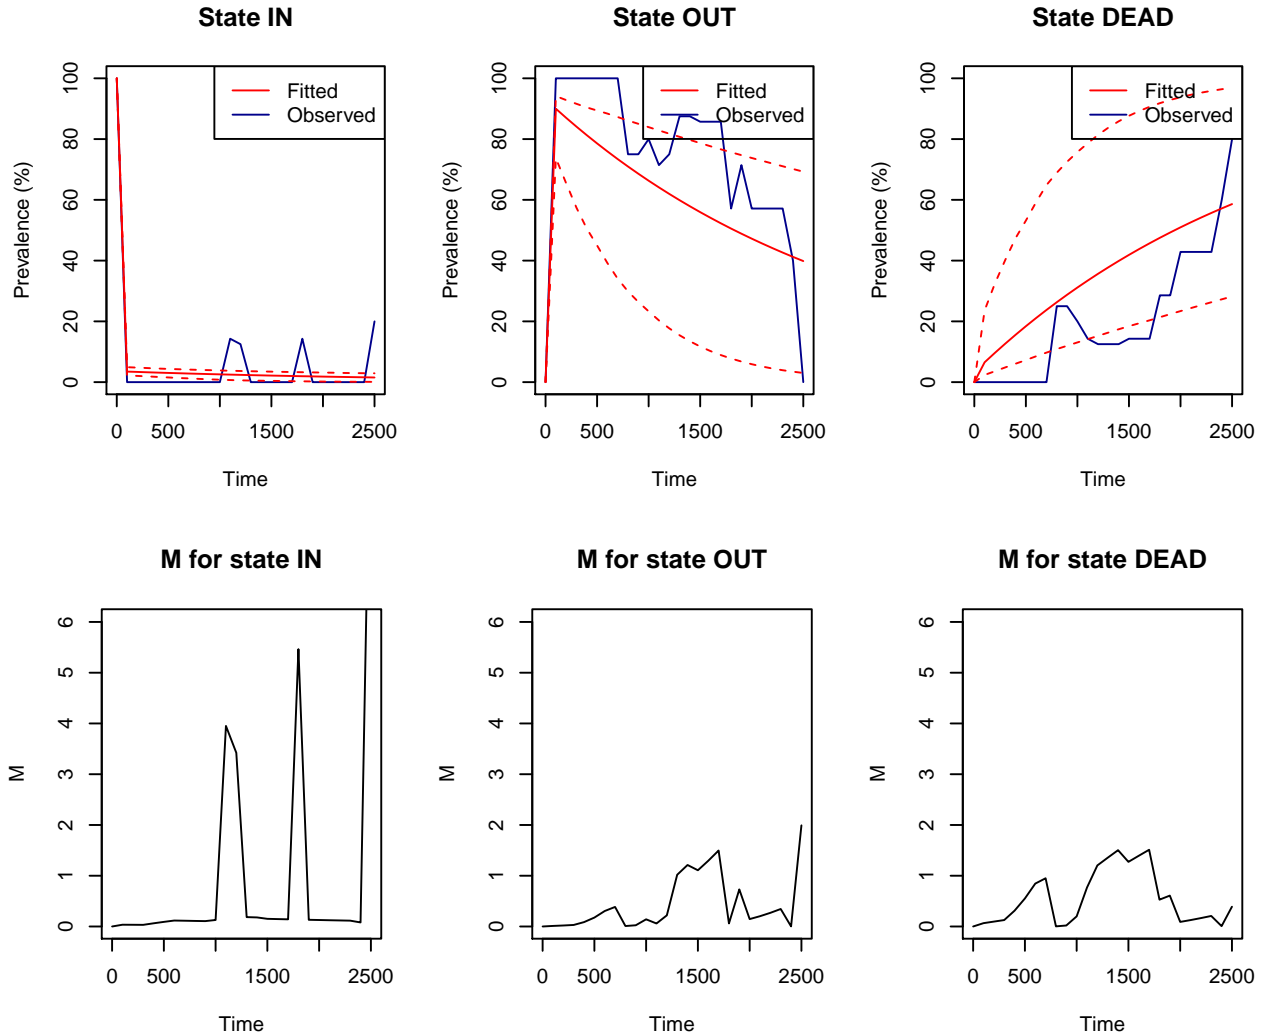 State IN
Prevalence (%)
100
80
60
40
20
0
Fitted
Observed
0 500 1500 2500
Time
State OUT
Prevalence (%)
100
80
60
40
20
0
Fitted
Observed
0 500 1500 2500
Time
State DEAD
Prevalence (%)
100
80
60
40
20
0
Fitted
Observed
0 500 1500 2500
Time
M for state IN
M
6
5
4
3
2
1
0
0 500 1500 2500
Time
M for state OUT
M
6
5
4
3
2
1
0
0 500 1500 2500
Time
M for state DEAD
M
6
5
4
3
2
1
0
0 500 1500 2500
Time